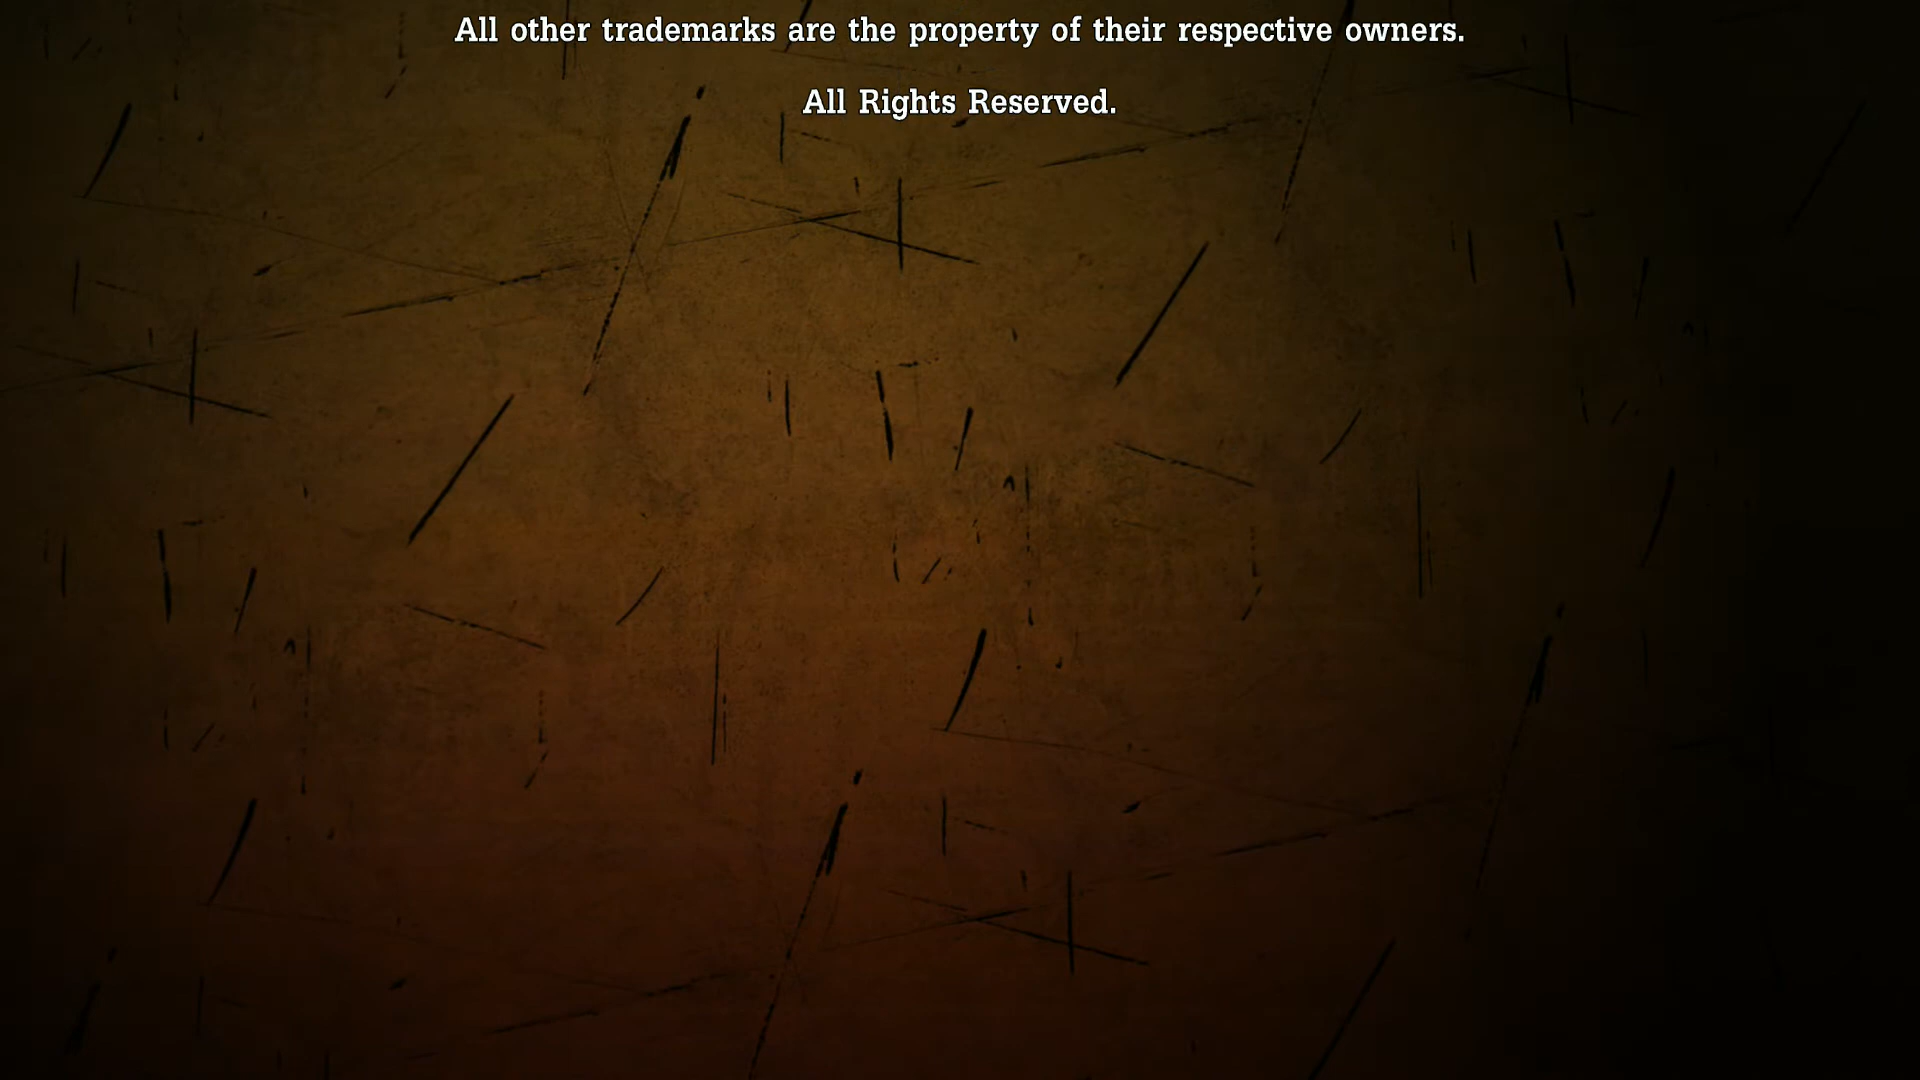 All other trademarks are the property of their respective owners.
All Rights Reserved.